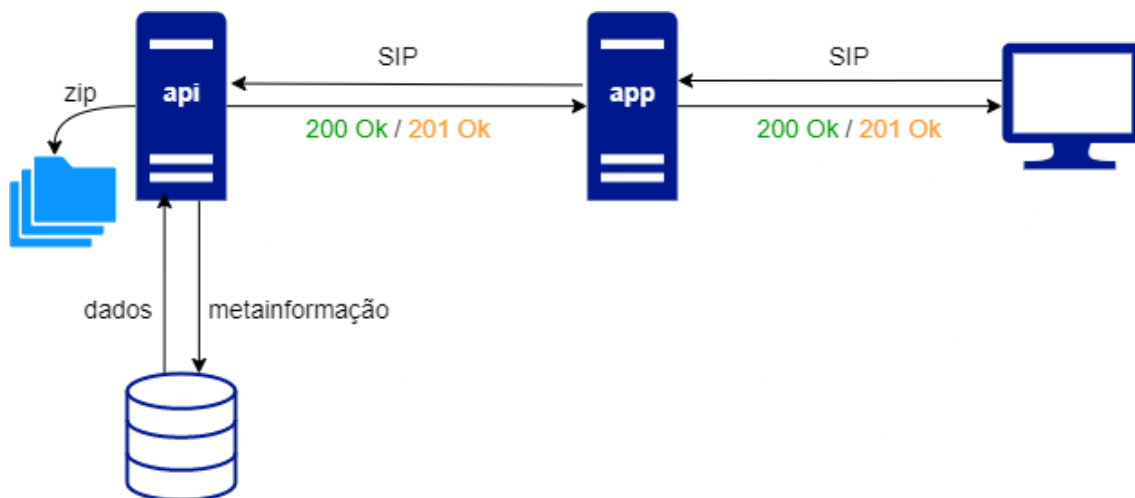 SIP
SIP
zip
api
app
200 Ok / 201 Ok
200 Ok / 201 Ok
dados
metainformação